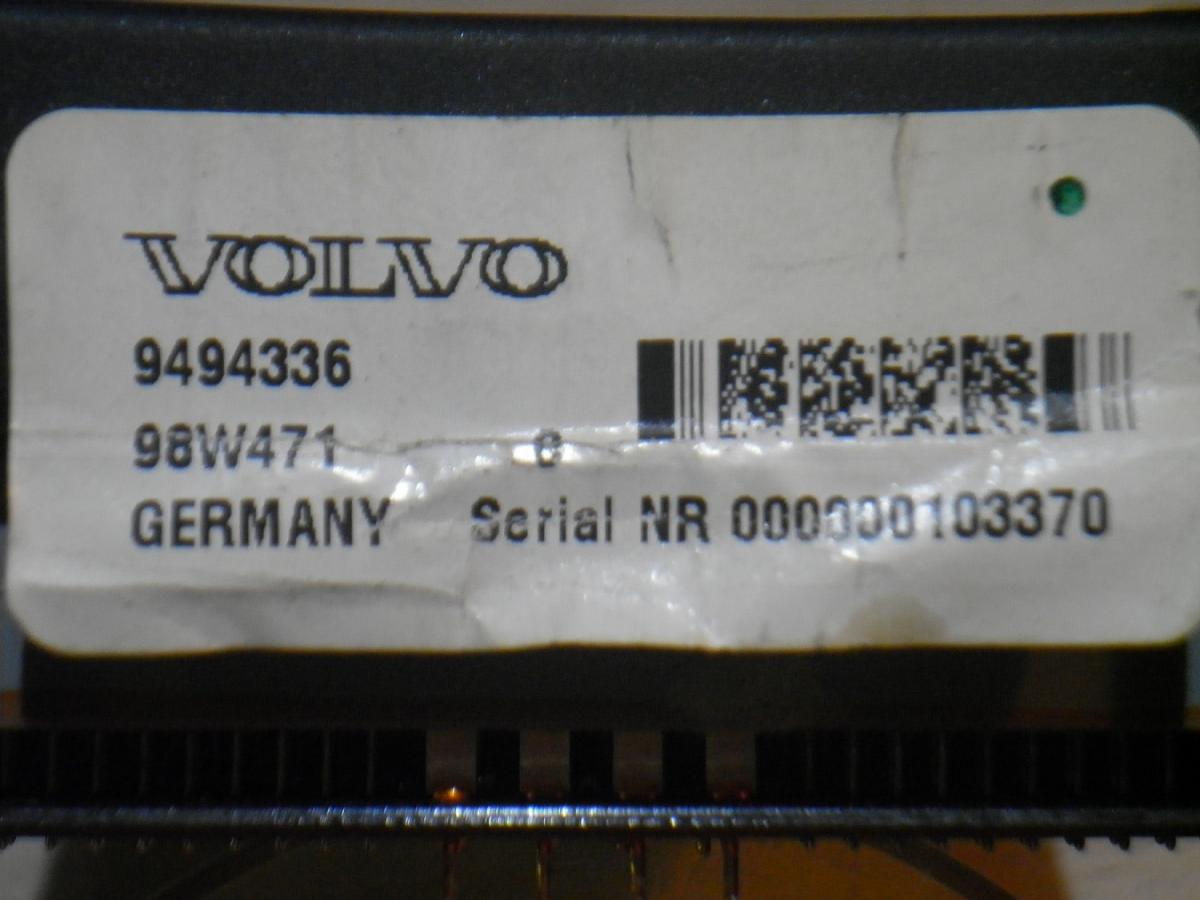 VOLVO
9494336
98W471 .C
GERMANY Serial NR 000000103370